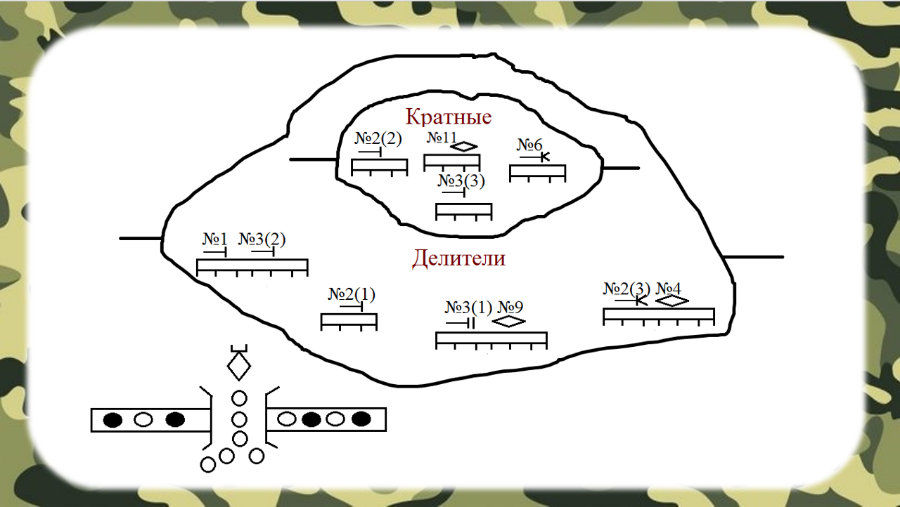 Кратные
№2(2) №11 №6
№3(3)
№1 №3(2)
Делители
№2(1)
№3(1) №9
№2(3) №4